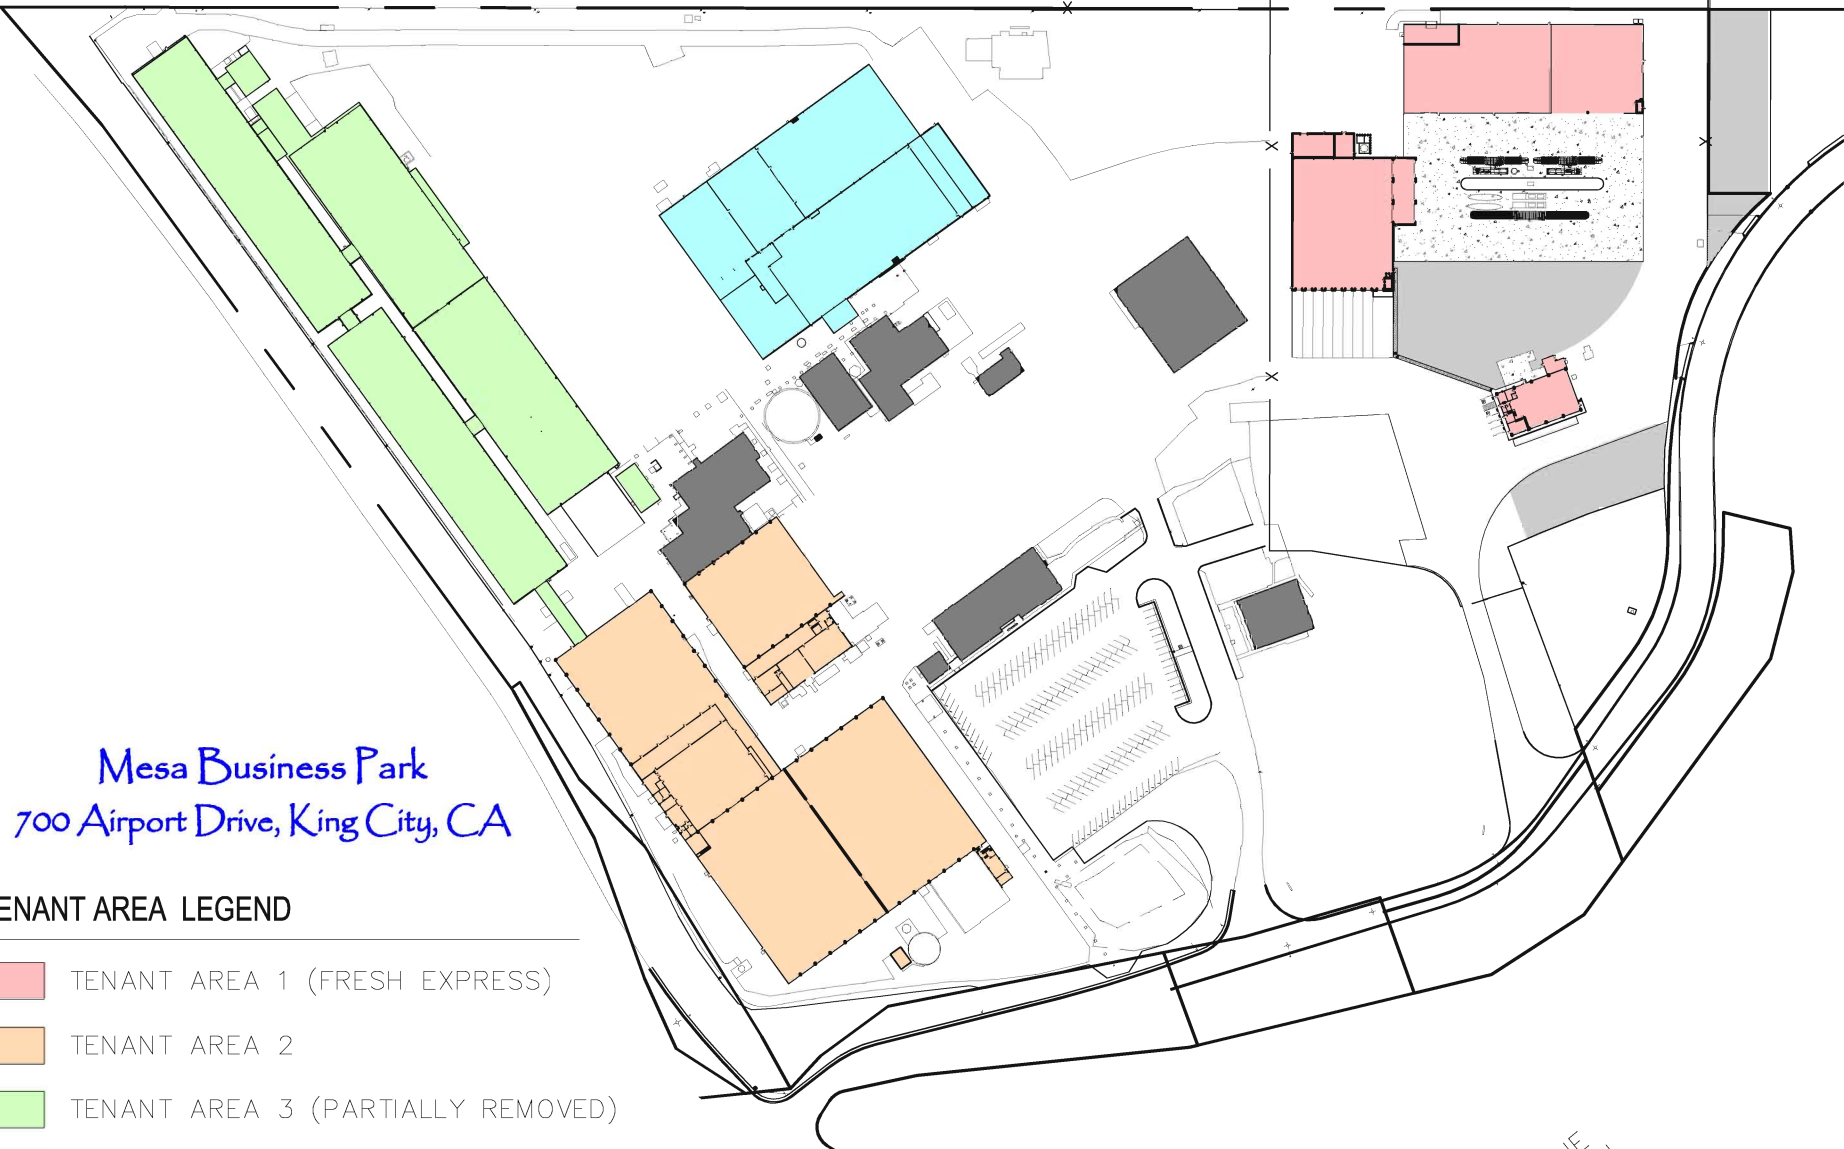 Mesa Business Park
700 Airport Drive, King City, CA
ENANT AREA LEGEND
TENANT AREA 1 (FRESH EXPRESS)
TENANT AREA 2
TENANT AREA 3 (PARTIALLY REMOVED)